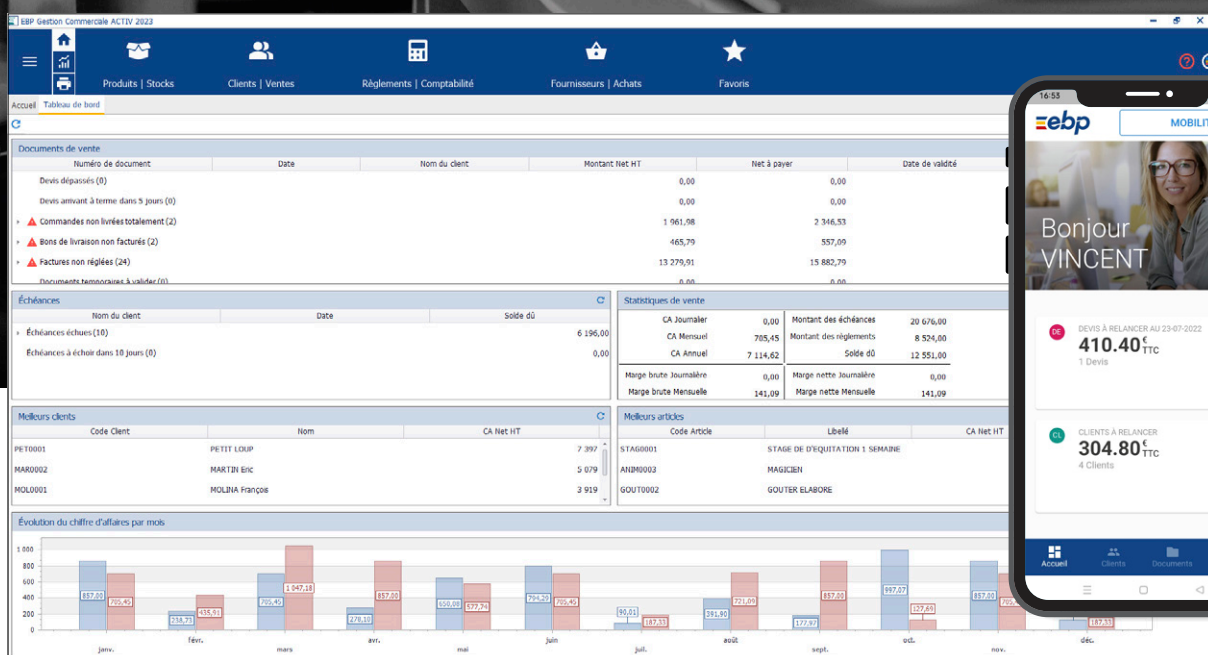 EBP Gestion Commerciale ACTIV 2023
Produits | Stocks Clients | Ventes Règlements | Comptabilité Fournisseurs | Achats Favoris
Accueil Tableau de bord
Documents de vente
Numéro de document Date Nom du client Montant Net HT Net à payer Date de validité
Devis dépassés (0) 0,00 0,00
Devis arrivant à terme dans 5 jours (0) 0,00 0,00
Commandes non livrées totalement (2) 1 961,98 2 346,53
Bons de livraison non facturés (2) 465,79 557,09
Factures non réglées (24) 13 279,91 15 882,79
Documents temporaires à valider (0) 0,00 0,00
Échéances
Nom du client Date Solde dû
Échéances échues (10) 6 196,00
Échéances à échoir dans 10 jours (0) 0,00
Statistiques de vente
CA Journalier 0,00 Montant des échéances 20 676,00
CA Mensuel 705,45 Montant des règlements 8 524,00
CA Annuel 7 114,62 Solde dû 12 551,00
Marge brute Journalière 0,00 Marge nette Journalière 0,00
Marge brute Mensuelle 141,09 Marge nette Mensuelle 141,09
Meilleurs clients
Code Client Nom CA Net HT
PET0001 PETIT LOUP 7 397
MAR0002 MARTIN Eric 5 079
MOL0001 MOLINA François 3 919
Meilleurs articles
Code Article Libellé CA Net HT
STAG0001 STAGE DE D'EQUITATION 1 SEMAINE
ANIM0003 MAGICIEN
GOUT0002 GOUTER ELABORE
Évolution du chiffre d'affaires par mois
1 000
800
600
400
200
0
857,00 705,45
238,73 435,91
705,45 1 047,18
278,10 857,00
650,08 577,74
794,29 705,45
90,01 187,33
391,90 721,09
177,97 857,00
997,07 127,69
857,00
187,33
janv. févr. mars avr. mai juin juil. août sept. oct. nov. déc.
16:53
ebp MOBILIT
Bonjour
VINCENT
DE DEVIS À RELANCER AU 23-07-2022
410.40 € TTC
1 Devis
CL CLIENTS À RELANCER
304.80 € TTC
4 Clients
Accueil Clients Documents